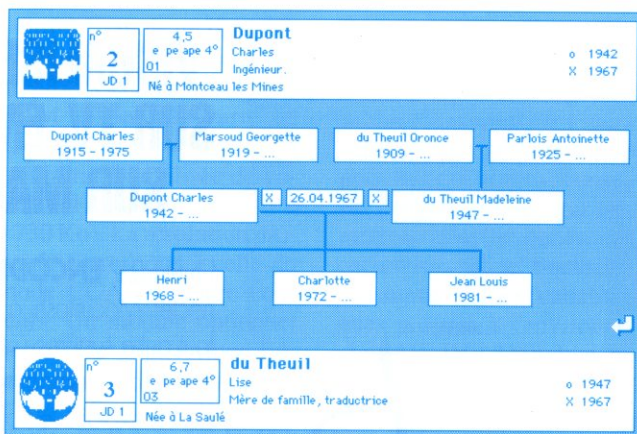 n° 4,5 Dupont
2 e pe ape 4° Charles o 1942
01 Ingénieur. X 1967
JD 1 Né à Montceau les Mines
Dupont Charles Marsoud Georgette du Theuil Oronce Parlois Antoinette
1915 - 1975 1919 - ... 1909 - ... 1925 - ...
Dupont Charles X 26.04.1967 X du Theuil Madeleine
1942 - ... 1947 - ...
Henri Charlotte Jean Louis
1968 - ... 1972 - ... 1981 - ...
n° 6,7 du Theuil
3 e pe ape 4° Lise o 1947
03 Mère de famille, traductrice X 1967
JD 1 Née à La Saulé